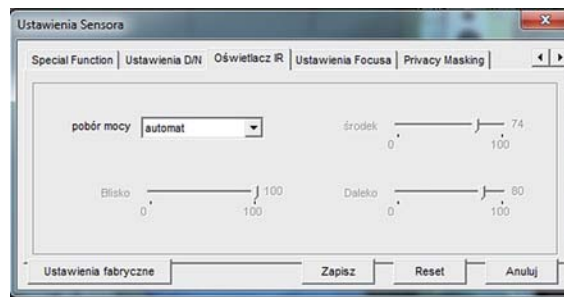 Ustawienia Sensora
Special Function Ustawienia D/N Oświetlacz IR Ustawienia Focusa Privacy Masking
pobór mocy automat środek 74
0 100
Blisko 100 Daleko 80
0 100 0 100
Ustawienia fabryczne Zapisz Reset Anuluj